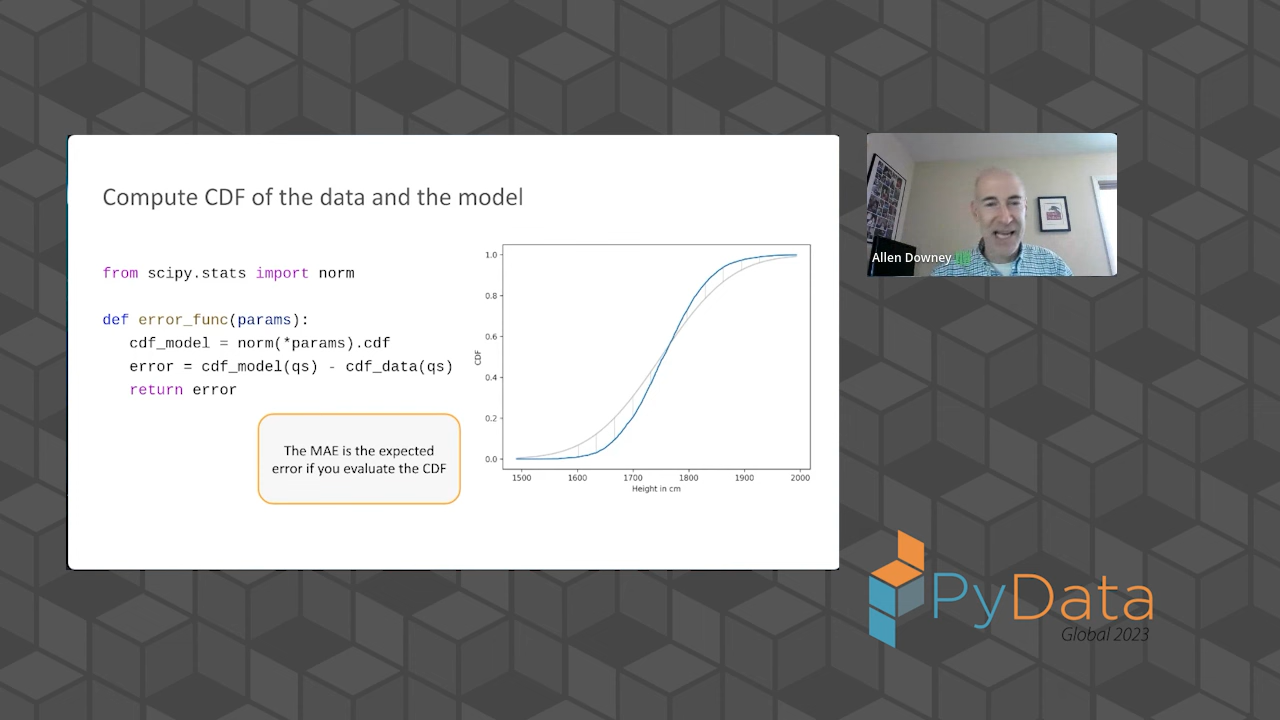 Compute CDF of the data and the model
from scipy.stats import norm
def error_func(params):
cdf_model = norm(*params).cdf
error = cdf_model(qs) - cdf_data(qs)
return error
The MAE is the expected
error if you evaluate the CDF
1.0
0.8
0.6
0.4
0.2
0.0
CDF
1500 1600 1700 1800 1900 2000
Height in cm
Allen Downey
PyData
Global 2023